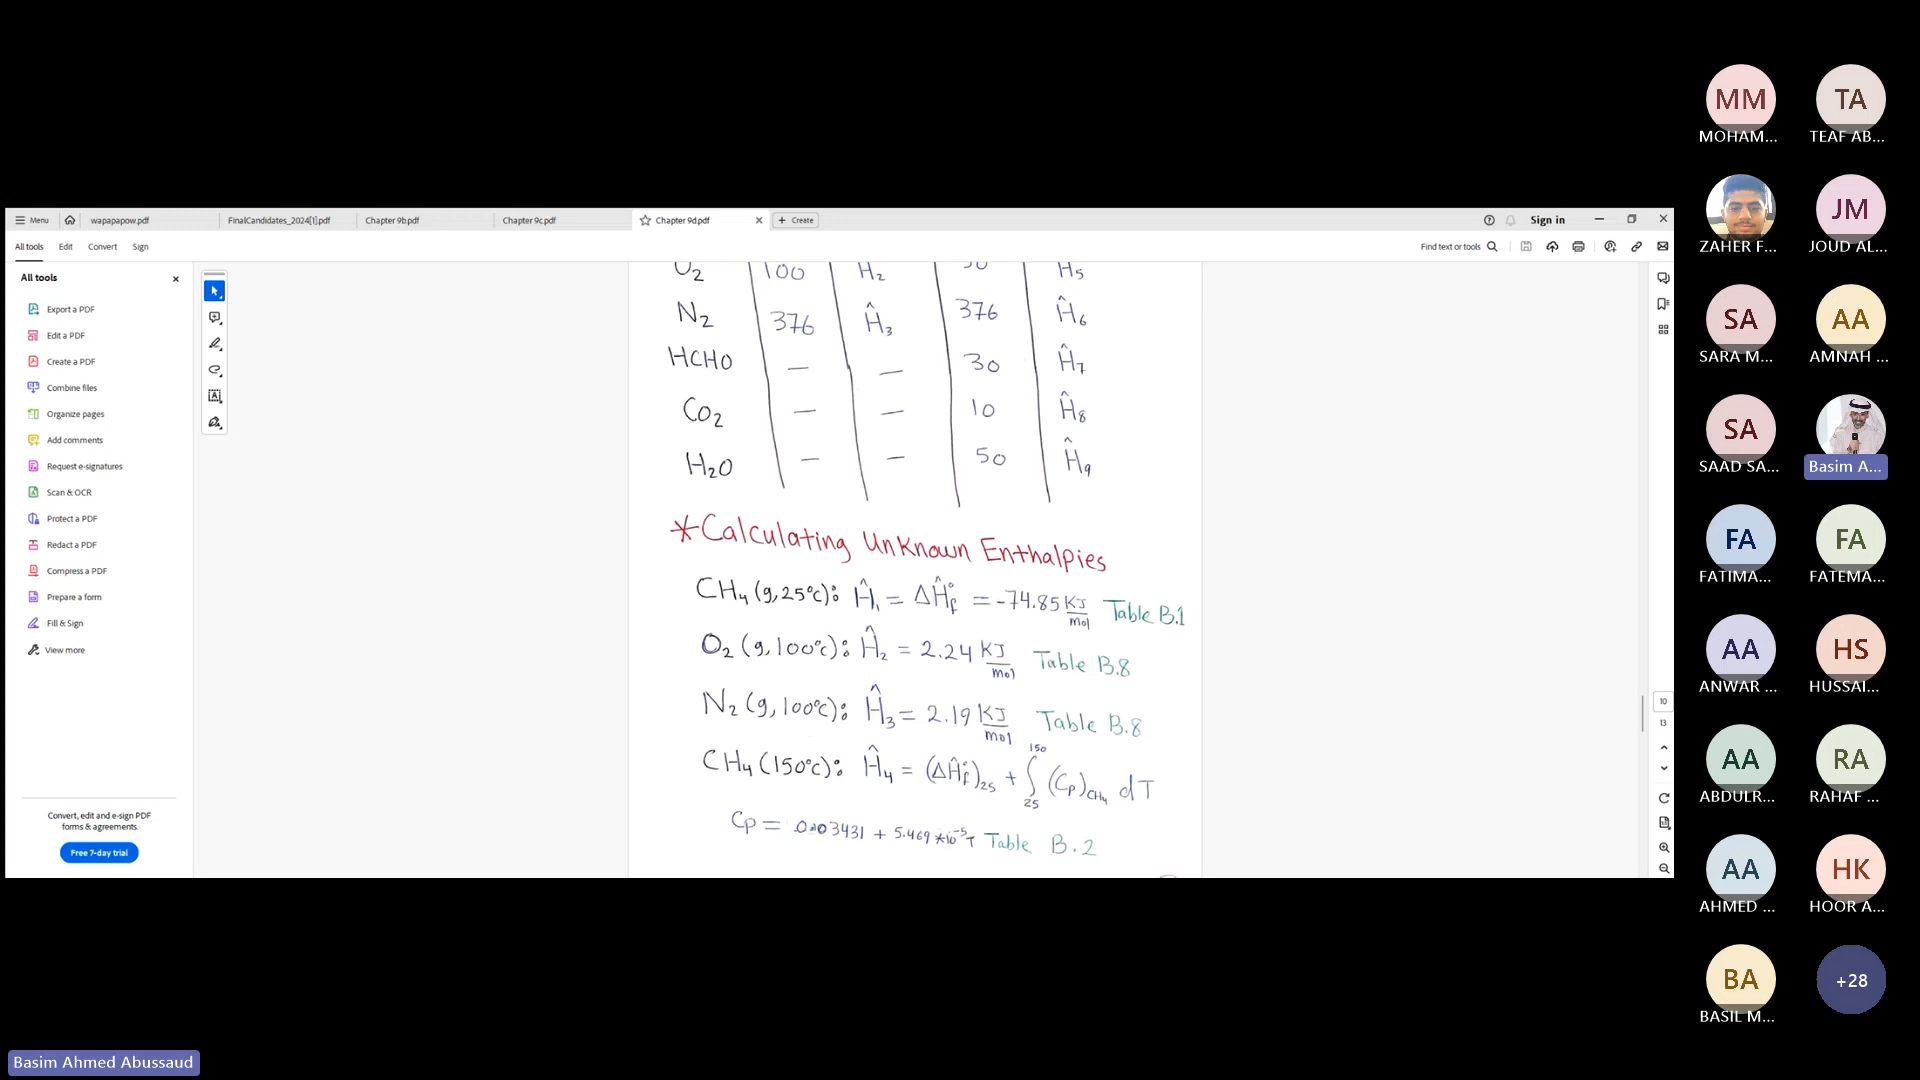 Menu
wapapapow.pdf
FinalCandidates_2024[1].pdf
Chapter 9b.pdf
Chapter 9c.pdf
Chapter 9d.pdf
Create
Sign in
All tools Edit Convert Sign
Find text or tools
All tools
Export a PDF
Edit a PDF
Create a PDF
Combine files
Organize pages
Add comments
Request e-signatures
Scan & OCR
Protect a PDF
Redact a PDF
Compress a PDF
Prepare a form
Fill & Sign
View more
Convert, edit and e-sign PDF
forms & agreements.
Free 7-day trial
O₂ 100 Ĥ₂ 30 Ĥ₅
N₂ 376 Ĥ₃ 376 Ĥ₆
HCHO — — 30 Ĥ₇
CO₂ — — 10 Ĥ₈
H₂O — — 50 Ĥ₉
*Calculating Unknown Enthalpies
CH₄ (g, 25°C): Ĥ₁ = ΔĤ°f = -74.85 KJ/mol Table B.1
O₂ (g, 100°C): Ĥ₂ = 2.24 KJ/mol Table B.8
N₂ (g, 100°C): Ĥ₃ = 2.19 KJ/mol Table B.8
CH₄ (150°C): Ĥ₄ = (ΔĤ°f)₂₅ + ∫₂₅¹⁵⁰ (Cp)CH₄ dT
Cp = 0.003431 + 5.469*10⁻⁵T Table B.2
10
13
MM
MOHAM...
TA
TEAF AB...
ZAHER F...
JM
JOUD AL...
SA
SARA M...
AA
AMNAH ...
SA
SAAD SA...
Basim A...
FA
FATIMA...
FA
FATEMA...
AA
ANWAR ...
HS
HUSSAI...
AA
ABDULR...
RA
RAHAF ...
AA
AHMED ...
HK
HOOR A...
BA
BASIL M...
+28
Basim Ahmed Abussaud